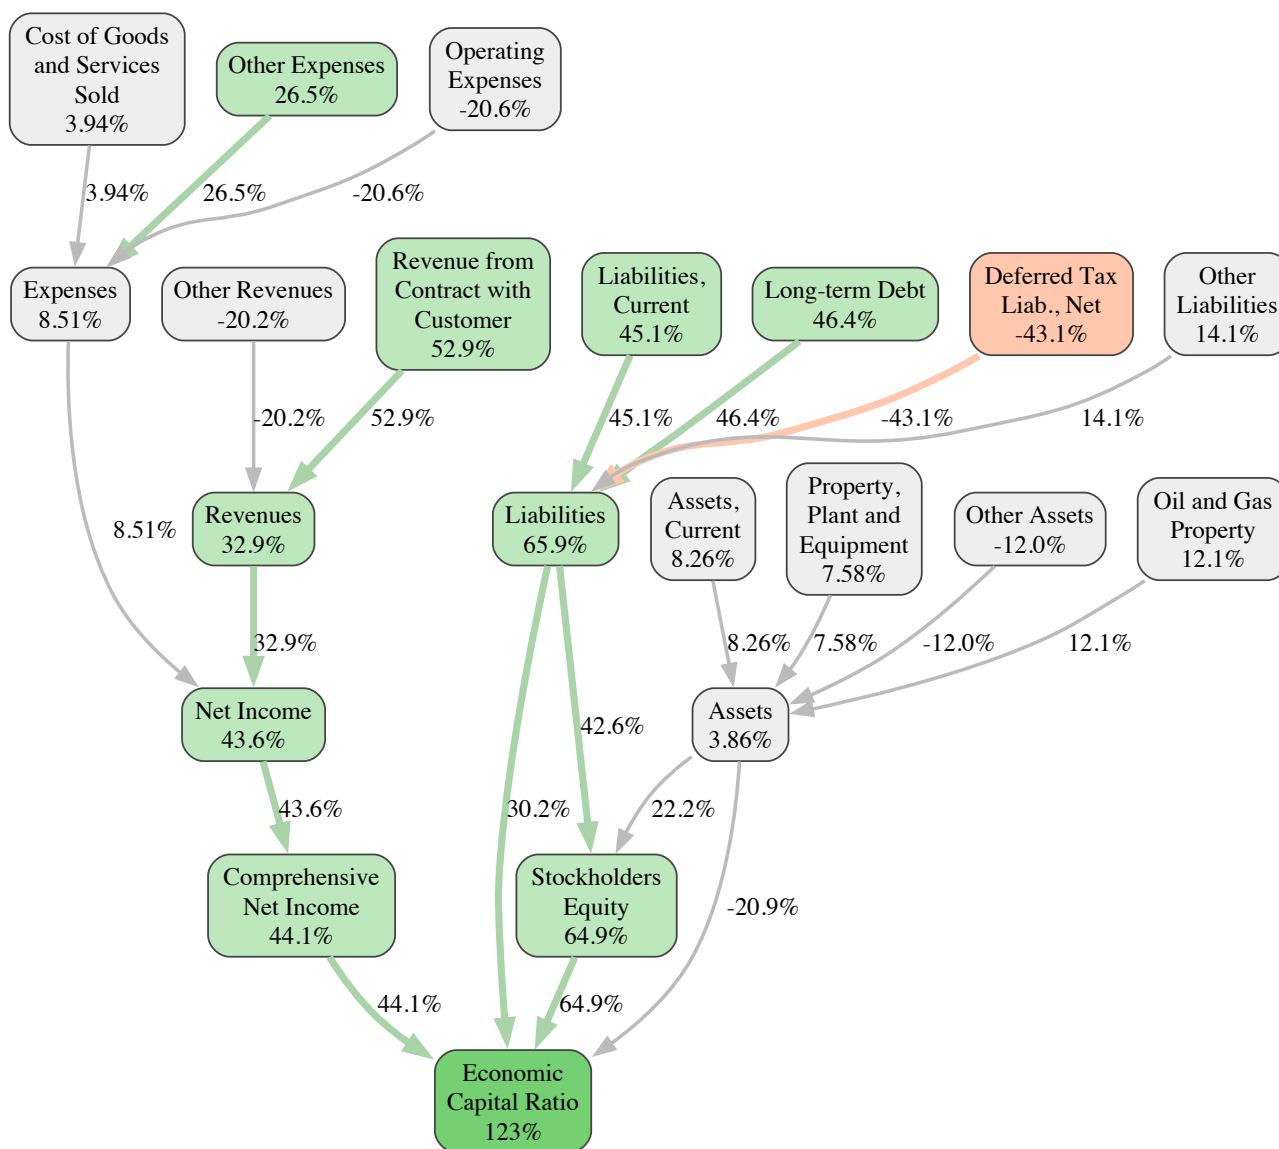 Cost of Goods
and Services
Sold
3.94%
Other Expenses
26.5%
Operating
Expenses
-20.6%
3.94%
26.5%
-20.6%
Expenses
8.51%
Other Revenues
-20.2%
Revenue from
Contract with
Customer
52.9%
Liabilities,
Current
45.1%
Long-term Debt
46.4%
Deferred Tax
Liab., Net
-43.1%
Other
Liabilities
14.1%
-20.2%
52.9%
45.1%
46.4%
-43.1%
14.1%
8.51%
Revenues
32.9%
Liabilities
65.9%
Assets,
Current
8.26%
Property,
Plant and
Equipment
7.58%
Other Assets
-12.0%
Oil and Gas
Property
12.1%
32.9%
8.26%
7.58%
-12.0%
12.1%
Net Income
43.6%
42.6%
Assets
3.86%
43.6%
30.2%
22.2%
Comprehensive
Net Income
44.1%
Stockholders
Equity
64.9%
-20.9%
44.1%
64.9%
Economic
Capital Ratio
123%